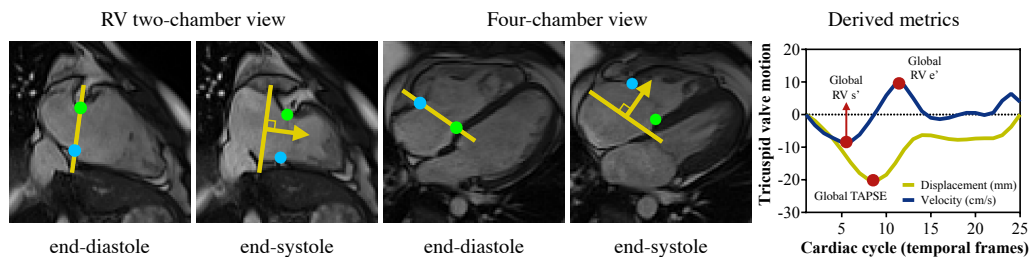 RV two-chamber view
Four-chamber view
Derived metrics
end-diastole
end-systole
end-diastole
end-systole
Tricuspid valve motion
20
10
0
-10
-20
-30
Global
RV s’
Global
RV e’
Global TAPSE
Displacement (mm)
Velocity (cm/s)
5
10
15
20
25
Cardiac cycle (temporal frames)